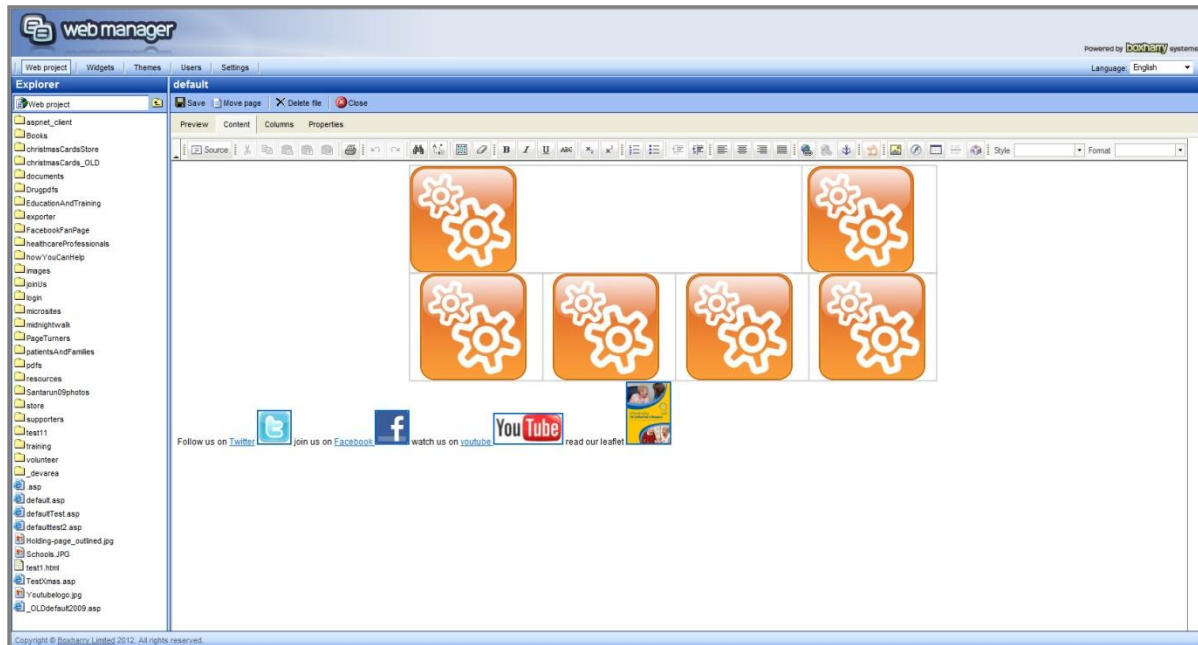 web manager
Powered by boxharry systems
Web project Widgets Themes Users Settings Language: English
Explorer default
Web project Save Move page Delete file Close
Preview Content Columns Properties
Source B I U ABC Style Format
aspnet_client
Books
christmasCardsStore
christmasCards_OLD
documents
Drugpdfs
EducationAndTraining
exporter
FacebookFanPage
healthcareProfessionals
howYouCanHelp
images
joinUs
login
microsites
midnightwalk
PageTurners
patientsAndFamilies
pdfs
resources
Santarun09photos
store
supporters
test11
training
volunteer
_devarea
.asp
default.asp
defaultTest.asp
defaulttest2.asp
Holding-page_outlined.jpg
Schools.JPG
test1.html
TestXmas.asp
Youtubelogo.jpg
_OLDdefault2009.asp
Follow us on Twitter t join us on Facebook f watch us on youtube You Tube read our leaflet
Copyright © Boxharry Limited 2012. All rights reserved.